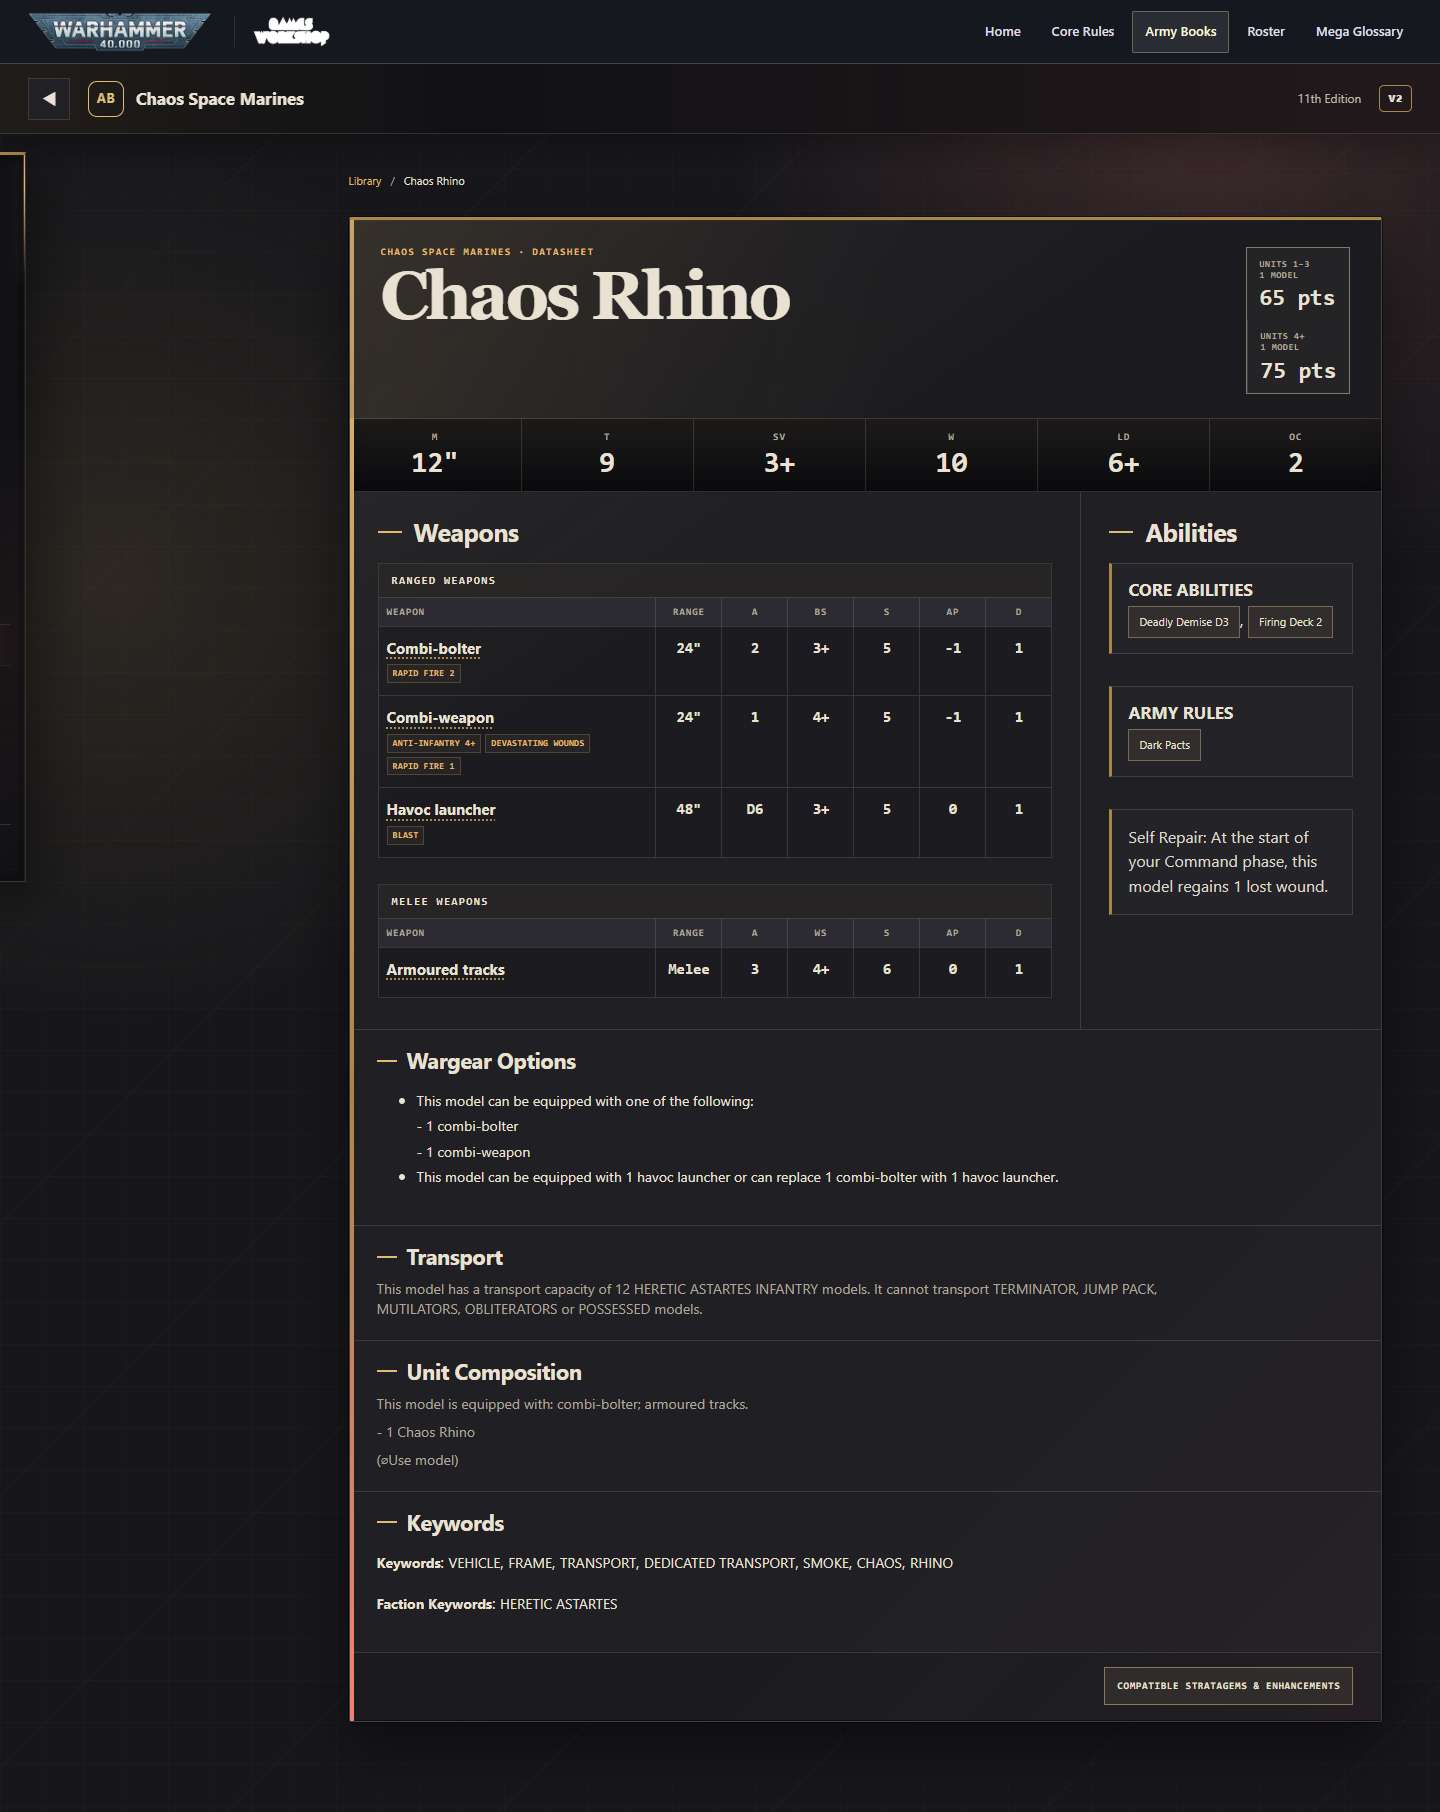 WARHAMMER
40,000
GAMES
WORKSHOP
Home
Core Rules
Army Books
Roster
Mega Glossary
◀
AB
Chaos Space Marines
11th Edition
V2
Library / Chaos Rhino
CHAOS SPACE MARINES · DATASHEET
Chaos Rhino
UNITS 1-3
1 MODEL
65 pts
UNITS 4+
1 MODEL
75 pts
M T SV W LD OC
12" 9 3+ 10 6+ 2
Weapons
RANGED WEAPONS
WEAPON RANGE A BS S AP D
Combi-bolter 24" 2 3+ 5 -1 1
RAPID FIRE 2
Combi-weapon 24" 1 4+ 5 -1 1
ANTI-INFANTRY 4+ DEVASTATING WOUNDS
RAPID FIRE 1
Havoc launcher 48" D6 3+ 5 0 1
BLAST
MELEE WEAPONS
WEAPON RANGE A WS S AP D
Armoured tracks Melee 3 4+ 6 0 1
Abilities
CORE ABILITIES
Deadly Demise D3 , Firing Deck 2
ARMY RULES
Dark Pacts
Self Repair: At the start of
your Command phase, this
model regains 1 lost wound.
Wargear Options
• This model can be equipped with one of the following:
- 1 combi-bolter
- 1 combi-weapon
• This model can be equipped with 1 havoc launcher or can replace 1 combi-bolter with 1 havoc launcher.
Transport
This model has a transport capacity of 12 HERETIC ASTARTES INFANTRY models. It cannot transport TERMINATOR, JUMP PACK,
MUTILATORS, OBLITERATORS or POSSESSED models.
Unit Composition
This model is equipped with: combi-bolter; armoured tracks.
- 1 Chaos Rhino
(⌀Use model)
Keywords
Keywords: VEHICLE, FRAME, TRANSPORT, DEDICATED TRANSPORT, SMOKE, CHAOS, RHINO
Faction Keywords: HERETIC ASTARTES
COMPATIBLE STRATAGEMS & ENHANCEMENTS